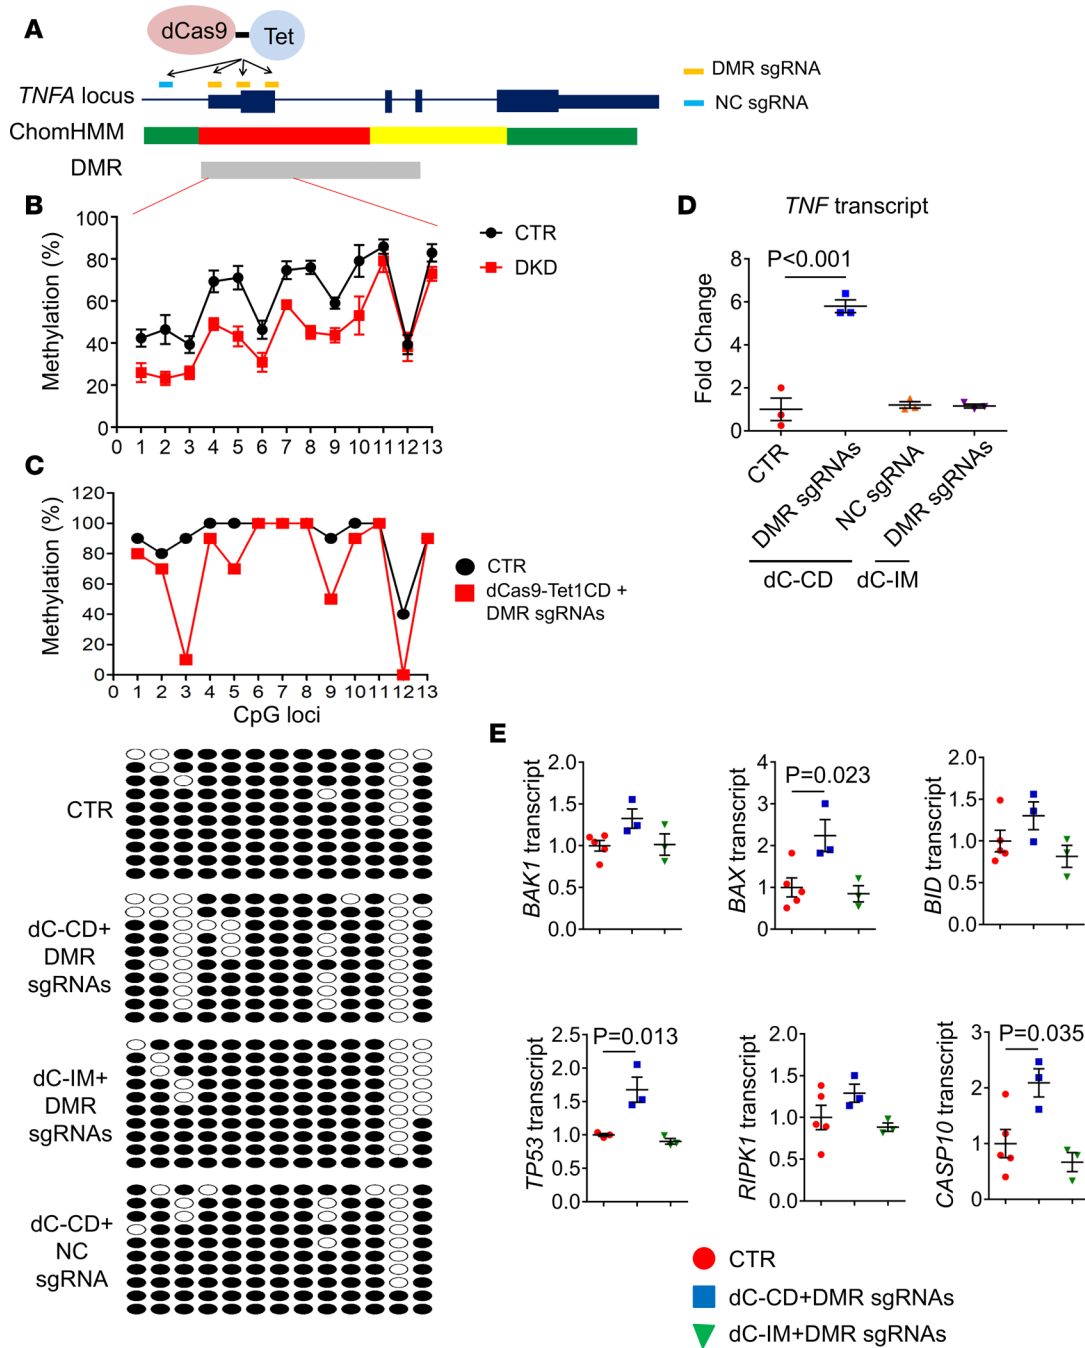 A
dCas9
Tet
DMR sgRNA
NC sgRNA
TNFA locus
ChomHMM
DMR
B
100
80
60
40
20
0
Methylation (%)
0 1 2 3 4 5 6 7 8 9 10 11 12 13
CTR
DKD
C
120
100
80
60
40
20
0
Methylation (%)
0 1 2 3 4 5 6 7 8 9 10 11 12 13
CpG loci
CTR
dCas9-Tet1CD +
DMR sgRNAs
CTR
dC-CD+
DMR
sgRNAs
dC-IM+
DMR
sgRNAs
dC-CD+
NC
sgRNA
D
TNF transcript
P<0.001
8
6
4
2
0
Fold Change
CTR
DMR sgRNAs
NC sgRNA
DMR sgRNAs
dC-CD
dC-IM
E
2.0
1.5
1.0
0.5
0.0
BAK1 transcript
P=0.023
4
3
2
1
0
BAX transcript
2.0
1.5
1.0
0.5
0.0
BID transcript
P=0.013
2.5
2.0
1.5
1.0
0.5
0.0
TP53 transcript
2.0
1.5
1.0
0.5
0.0
RIPK1 transcript
P=0.035
3
2
1
0
CASP10 transcript
CTR
dC-CD+DMR sgRNAs
dC-IM+DMR sgRNAs